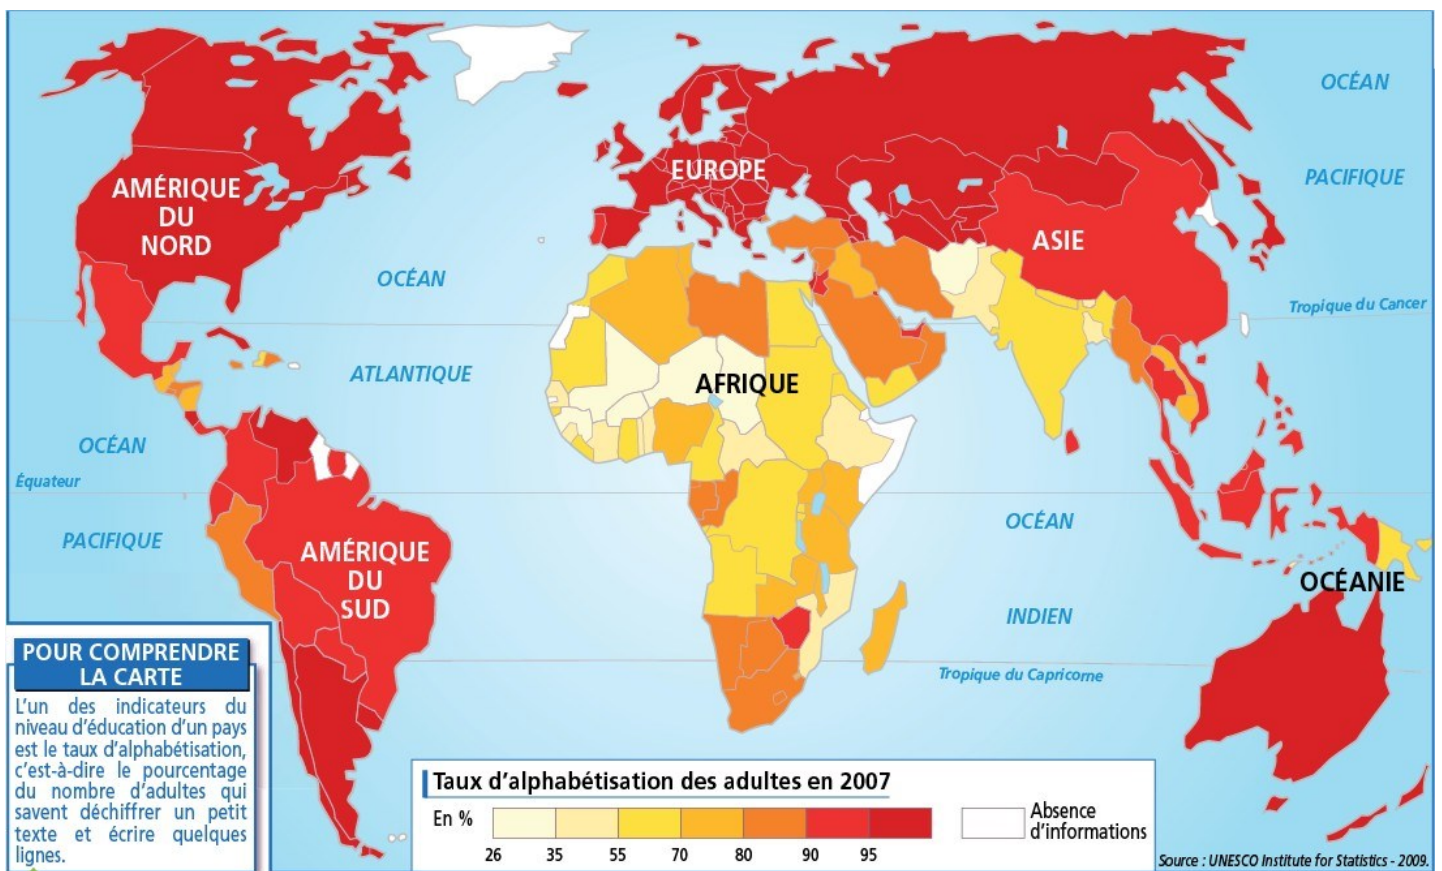 OCÉAN
PACIFIQUE
EUROPE
AMÉRIQUE
DU
NORD
ASIE
OCÉAN
ATLANTIQUE
Tropique du Cancer
AFRIQUE
OCÉAN
PACIFIQUE
Équateur
AMÉRIQUE
DU
SUD
OCÉAN
INDIEN
OCÉANIE
Tropique du Capricorne
POUR COMPRENDRE
LA CARTE
L'un des indicateurs du
niveau d'éducation d'un pays
est le taux d'alphabétisation,
c'est-à-dire le pourcentage
du nombre d'adultes qui
savent déchiffrer un petit
texte et écrire quelques
lignes.
Taux d'alphabétisation des adultes en 2007
En %
26 35 55 70 80 90 95
Absence
d'informations
Source : UNESCO Institute for Statistics - 2009.